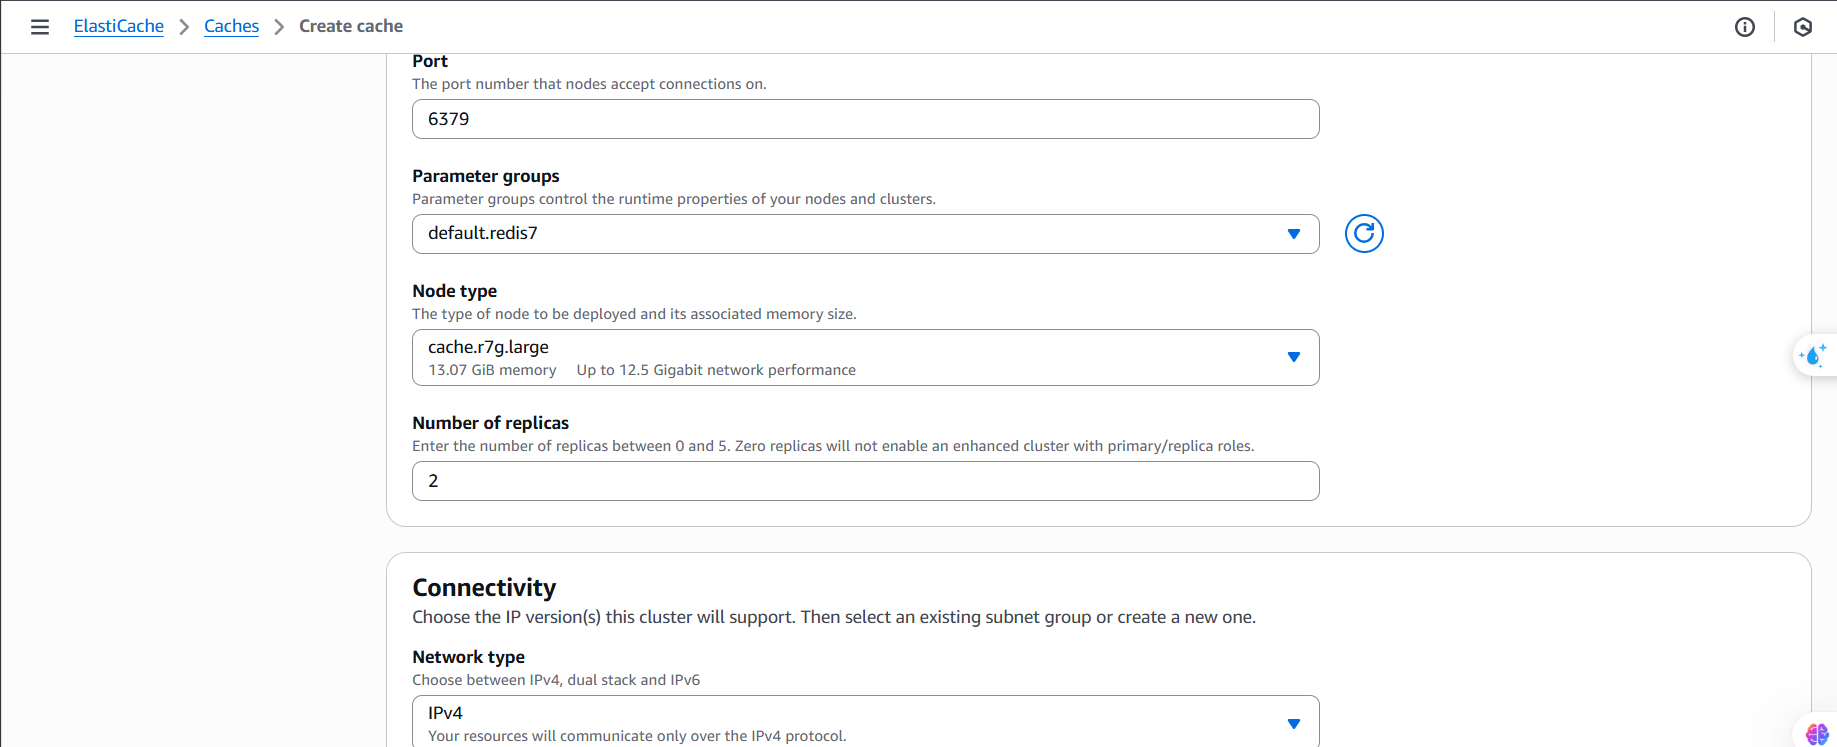 ElastiCache
Caches
Create cache
Port
The port number that nodes accept connections on.
6379
Parameter groups
Parameter groups control the runtime properties of your nodes and clusters.
default.redis7
Node type
The type of node to be deployed and its associated memory size.
cache.r7g.large
13.07 GiB memory Up to 12.5 Gigabit network performance
Number of replicas
Enter the number of replicas between 0 and 5. Zero replicas will not enable an enhanced cluster with primary/replica roles.
2
Connectivity
Choose the IP version(s) this cluster will support. Then select an existing subnet group or create a new one.
Network type
Choose between IPv4, dual stack and IPv6
IPv4
Your resources will communicate only over the IPv4 protocol.